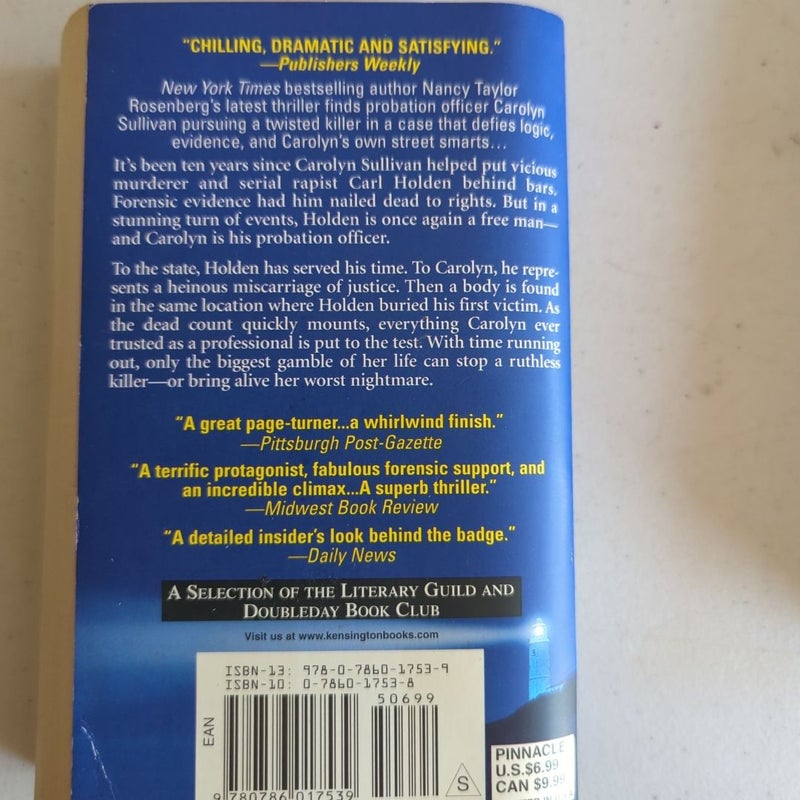 "CHILLING, DRAMATIC AND SATISFYING."
—Publishers Weekly
New York Times bestselling author Nancy Taylor
Rosenberg's latest thriller finds probation officer Carolyn
Sullivan pursuing a twisted killer in a case that defies logic,
evidence, and Carolyn's own street smarts...
It's been ten years since Carolyn Sullivan helped put vicious
murderer and serial rapist Carl Holden behind bars.
Forensic evidence had him nailed dead to rights. But in a
stunning turn of events, Holden is once again a free man—
and Carolyn is his probation officer.
To the state, Holden has served his time. To Carolyn, he repre-
sents a heinous miscarriage of justice. Then a body is found
in the same location where Holden buried his first victim. As
the dead count quickly mounts, everything Carolyn ever
trusted as a professional is put to the test. With time running
out, only the biggest gamble of her life can stop a ruthless
killer—or bring alive her worst nightmare.
"A great page-turner...a whirlwind finish."
—Pittsburgh Post-Gazette
"A terrific protagonist, fabulous forensic support, and
an incredible climax...A superb thriller."
—Midwest Book Review
"A detailed insider's look behind the badge."
—Daily News
A SELECTION OF THE LITERARY GUILD AND
DOUBLEDAY BOOK CLUB
Visit us at www.kensingtonbooks.com
ISBN-13: 978-0-7860-1753-9
ISBN-10: 0-7860-1753-8
50699
EAN
9 780786 017539
S
PINNACLE
U.S.$6.99
CAN $9.99